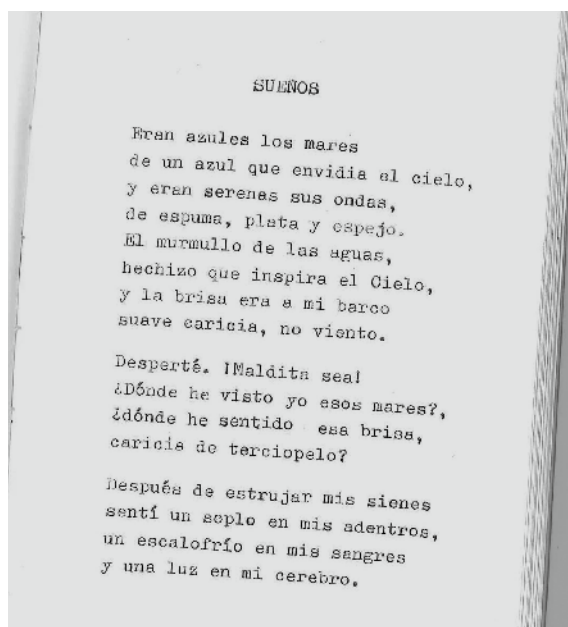 SUEÑOS
Eran azules los mares
de un azul que envidia el cielo,
y eran serenas sus ondas,
de espuma, plata y espejo.
El murmullo de las aguas,
hechizo que inspira el Cielo,
y la brisa era a mi barco
suave caricia, no viento.
Desperté. ¡Maldita sea!
¿Dónde he visto yo esos mares?,
¿dónde he sentido esa brisa,
caricia de terciopelo?
Después de estrujar mis sienes
sentí un soplo en mis adentros,
un escalofrío en mis sangres
y una luz en mi cerebro.